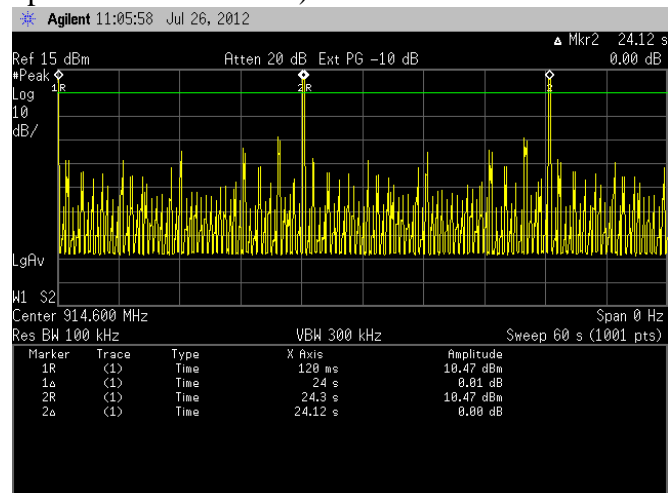 Agilent 11:05:58 Jul 26, 2012
Δ Mkr2 24.12 s
Ref 15 dBm Atten 20 dB Ext PG -10 dB 0.00 dB
#Peak
Log
10
dB/
1R
2R
2
LgAv
W1 S2
Center 914.600 MHz Span 0 Hz
Res BW 100 kHz VBW 300 kHz Sweep 60 s (1001 pts)
Marker Trace Type X Axis Amplitude
1R (1) Time 120 ms 10.47 dBm
1Δ (1) Time 24 s 0.01 dB
2R (1) Time 24.3 s 10.47 dBm
2Δ (1) Time 24.12 s 0.00 dB